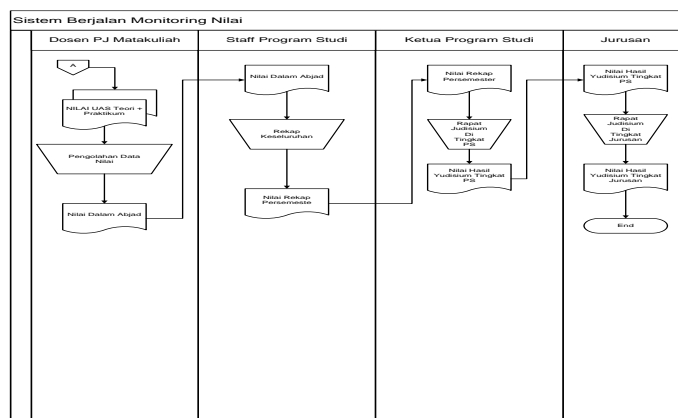 Sistem Berjalan Monitoring Nilai
Dosen PJ Matakuliah
Staff Program Studi
Ketua Program Studi
Jurusan
A
NILAI UAS Teori +
Praktikum
Pengolahan Data
Nilai
Nilai Dalam Abjad
Nilai Dalam Abjad
Rekap
Keseluruhan
Nilai Rekap
Persemeste
Nilai Rekap
Persemester
Rapat
Judisium
Di
Tingkat
PS
Nilai Hasil
Yudisium Tingkat
PS
Nilai Hasil
Yudisium Tingkat
PS
Rapat
Judisium
Di
Tingkat
Jurusan
Nilai Hasil
Yudisium Tingkat
Jurusan
End